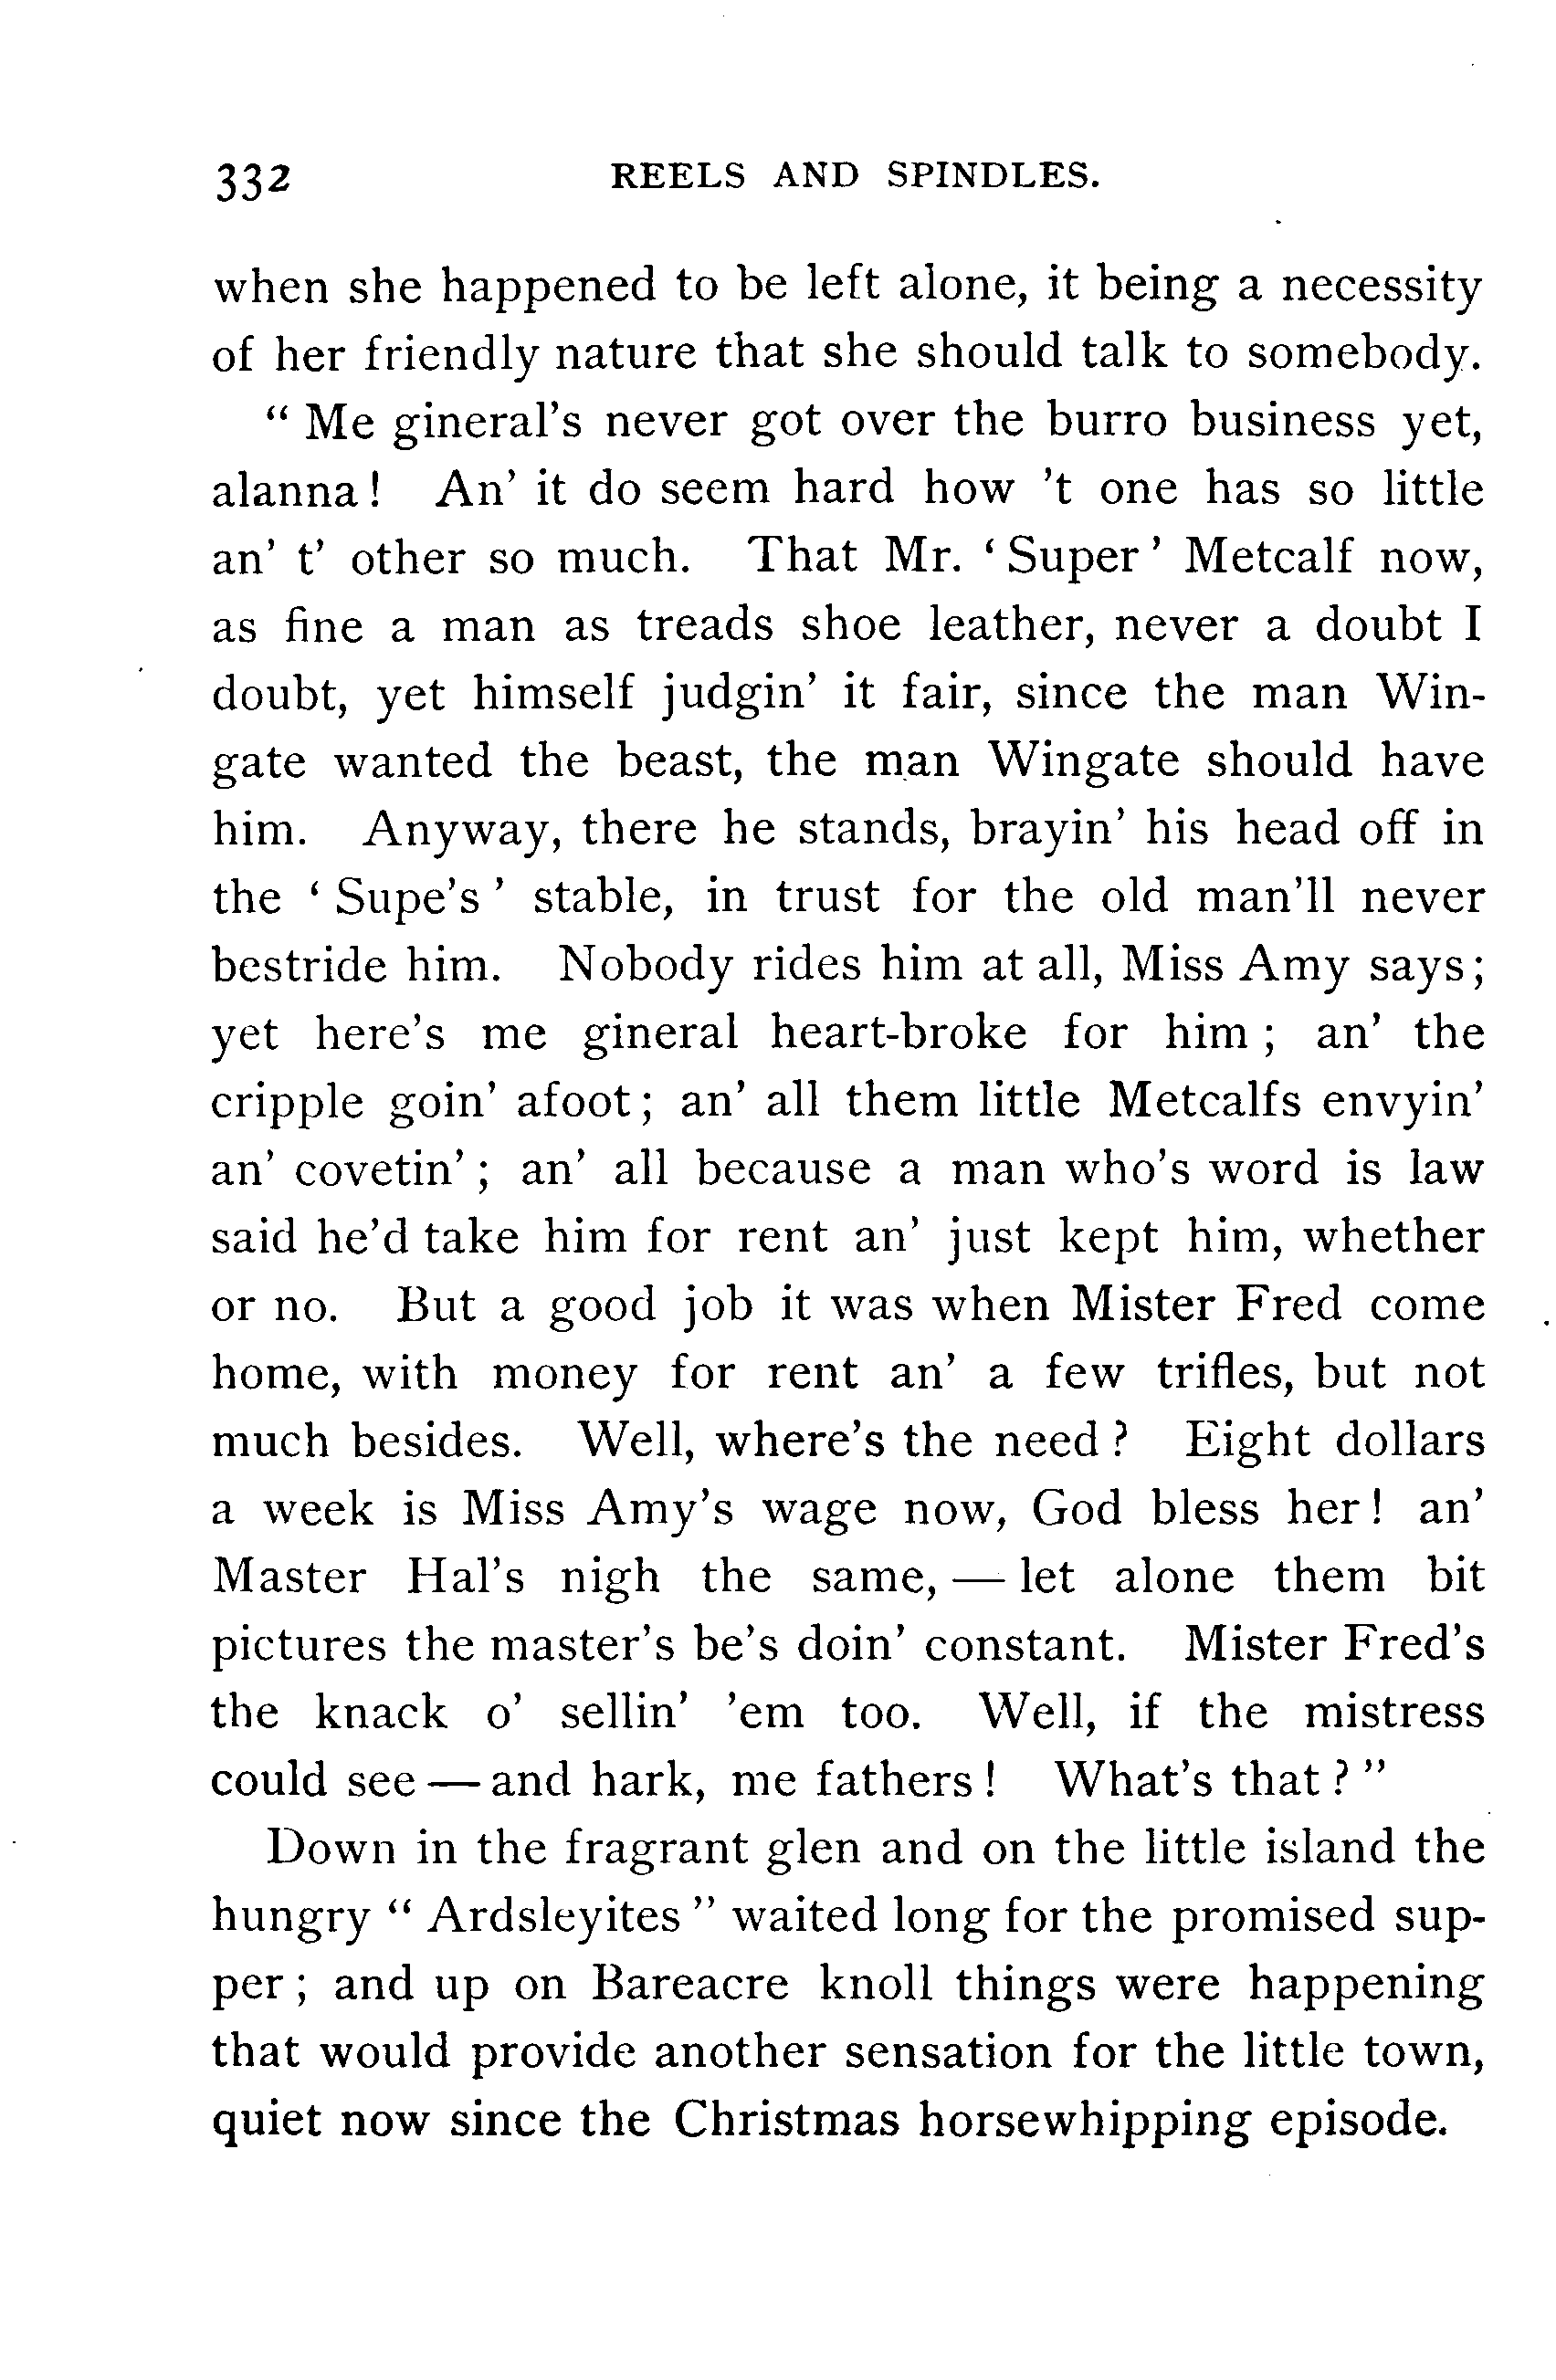 332 REELS AND SPINDLES.
when she happened to be left alone, it being a necessity
of her friendly nature that she should talk to somebody.
“ Me gineral’s never got over the burro business yet,
alanna ! An’ it do seem hard how ’t one has so little
an’ t’ other so much. That Mr. ‘ Super ’ Metcalf now,
as fine a man as treads shoe leather, never a doubt I
doubt, yet himself judgin’ it fair, since the man Win-
gate wanted the beast, the man Wingate should have
him. Anyway, there he stands, brayin’ his head off in
the ‘ Supe’s ’ stable, in trust for the old man’ll never
bestride him. Nobody rides him at all, Miss Amy says ;
yet here’s me gineral heart-broke for him ; an’ the
cripple goin’ afoot ; an’ all them little Metcalfs envyin’
an’ covetin’ ; an’ all because a man who’s word is law
said he’d take him for rent an’ just kept him, whether
or no. But a good job it was when Mister Fred come
home, with money for rent an’ a few trifles, but not
much besides. Well, where’s the need ? Eight dollars
a week is Miss Amy’s wage now, God bless her ! an’
Master Hal’s nigh the same, — let alone them bit
pictures the master’s be’s doin’ constant. Mister Fred’s
the knack o’ sellin’ ’em too. Well, if the mistress
could see — and hark, me fathers ! What’s that ? ”
Down in the fragrant glen and on the little island the
hungry “ Ardsleyites ” waited long for the promised sup-
per ; and up on Bareacre knoll things were happening
that would provide another sensation for the little town,
quiet now since the Christmas horsewhipping episode.